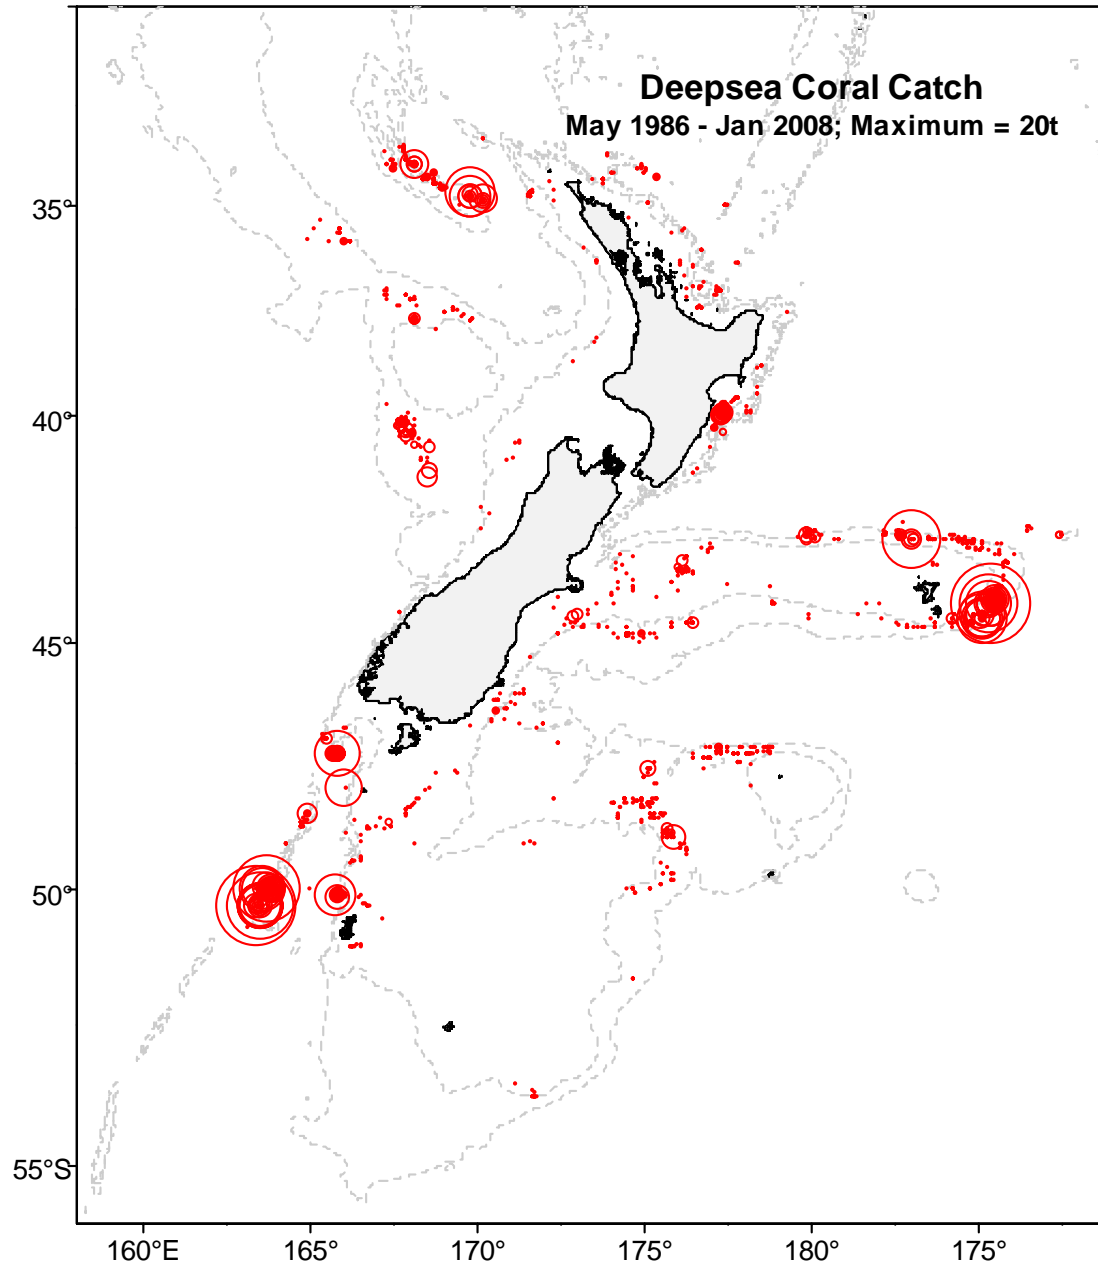 Deepsea Coral Catch
May 1986 - Jan 2008; Maximum = 20t
35°
40°
45°
50°
55°S
160°E 165° 170° 175° 180° 175°